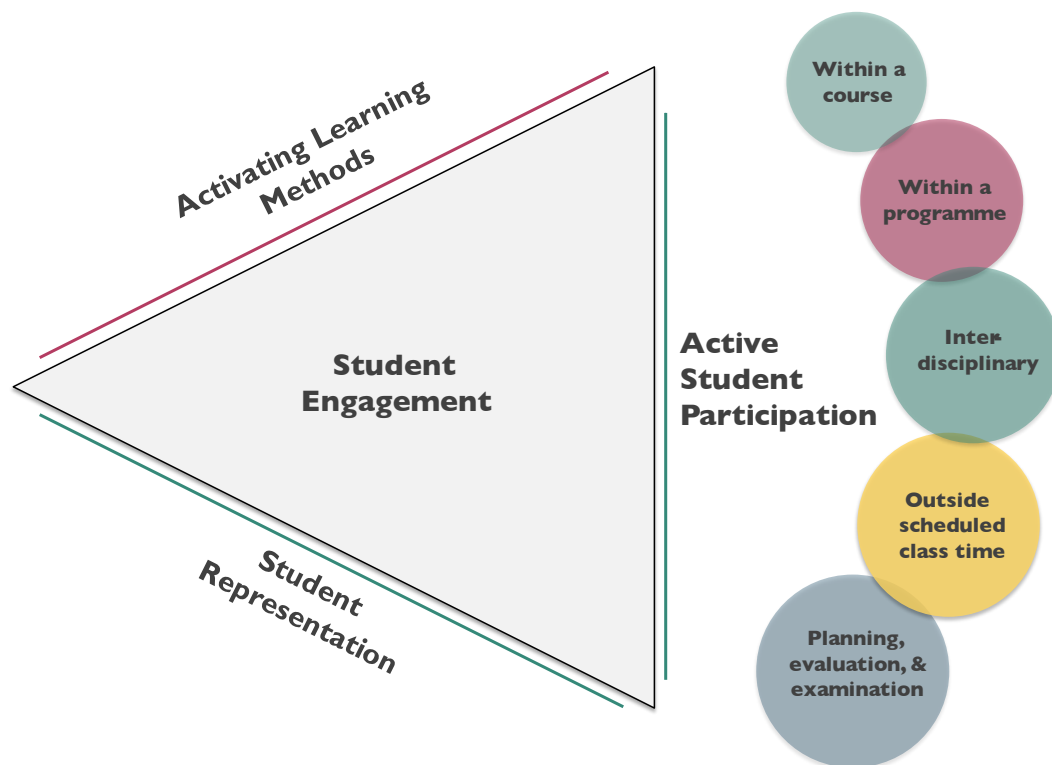 Activating Learning
Methods
Student
Engagement
Student
Representation
Active
Student
Participation
Within a
course
Within a
programme
Inter-
disciplinary
Outside
scheduled
class time
Planning,
evaluation, &
examination